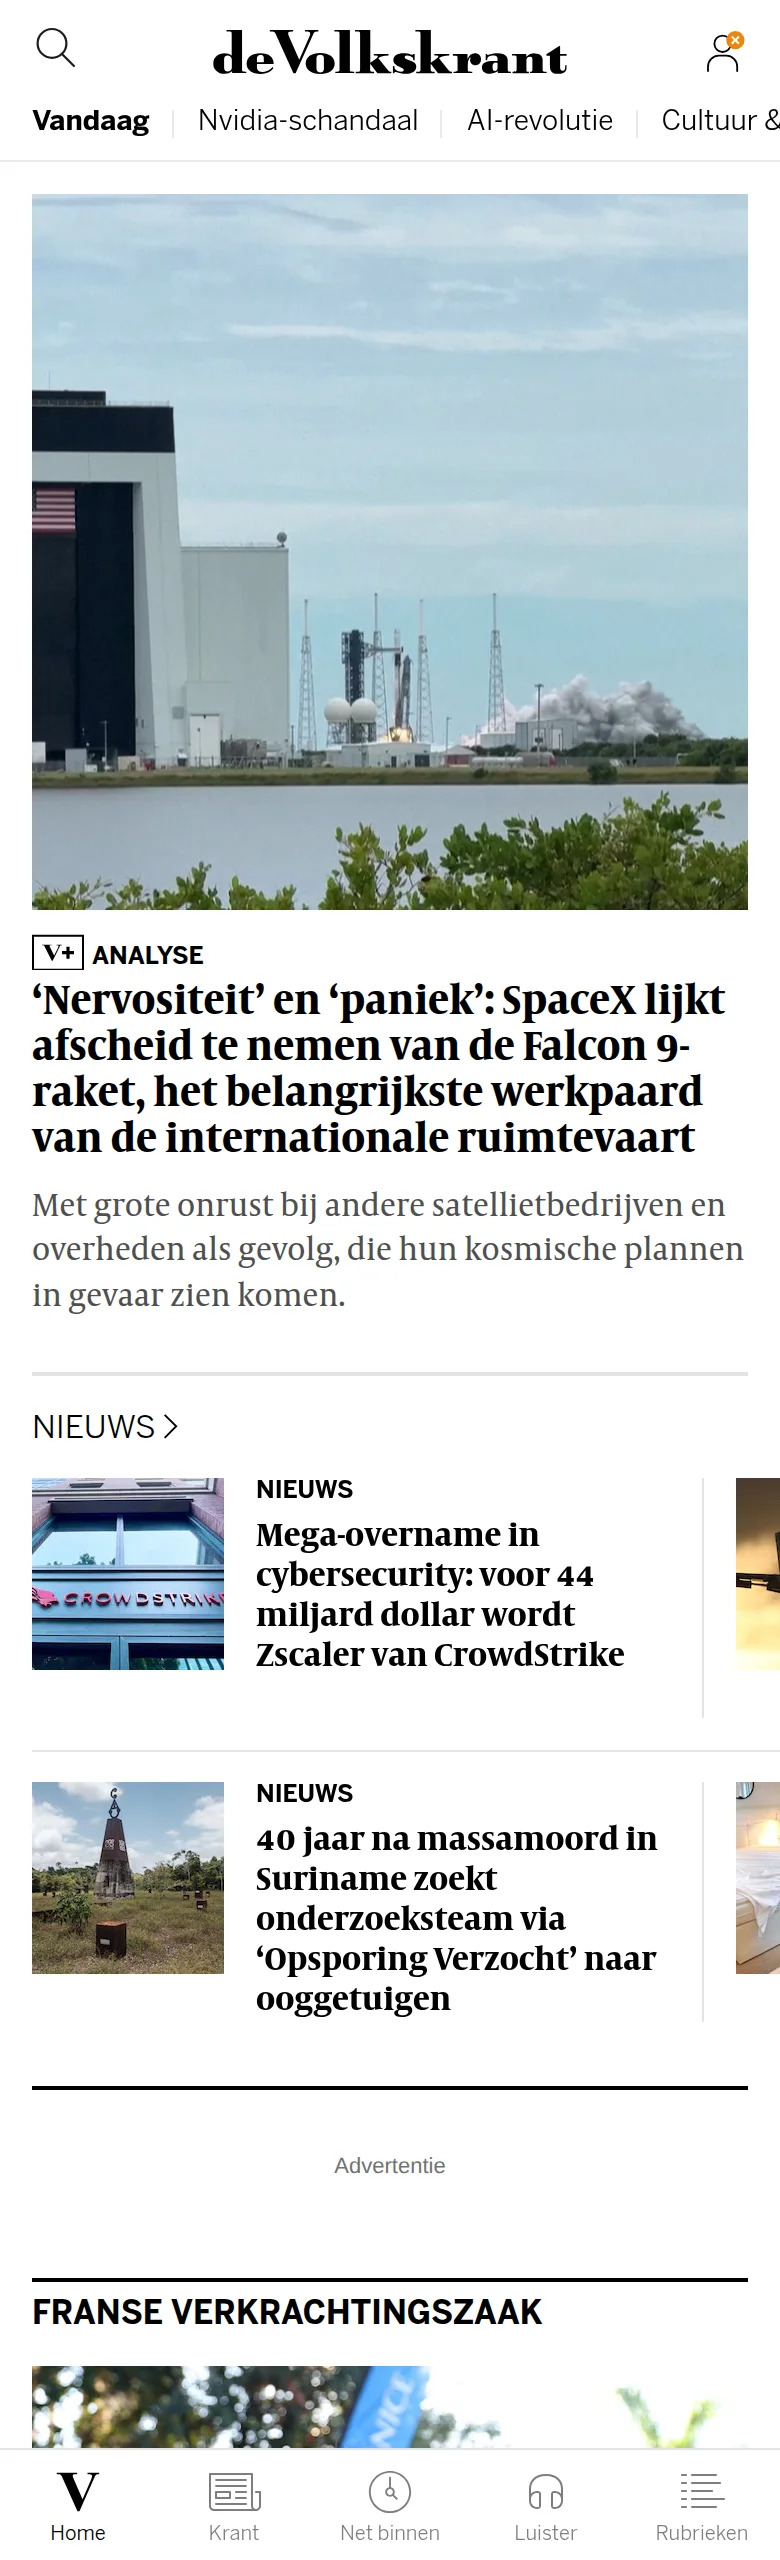 deVolkskrant
Vandaag
Nvidia-schandaal
AI-revolutie
Cultuur &
V+ ANALYSE
‘Nervositeit’ en ‘paniek’: SpaceX lijkt
afscheid te nemen van de Falcon 9-
raket, het belangrijkste werkpaard
van de internationale ruimtevaart
Met grote onrust bij andere satellietbedrijven en
overheden als gevolg, die hun kosmische plannen
in gevaar zien komen.
NIEUWS
CROWDSTRIK
NIEUWS
Mega-overname in
cybersecurity: voor 44
miljard dollar wordt
Zscaler van CrowdStrike
NIEUWS
40 jaar na massamoord in
Suriname zoekt
onderzoeksteam via
‘Opsporing Verzocht’ naar
ooggetuigen
Advertentie
FRANSE VERKRACHTINGSZAAK
NICE
V
Home
Krant
Net binnen
Luister
Rubrieken